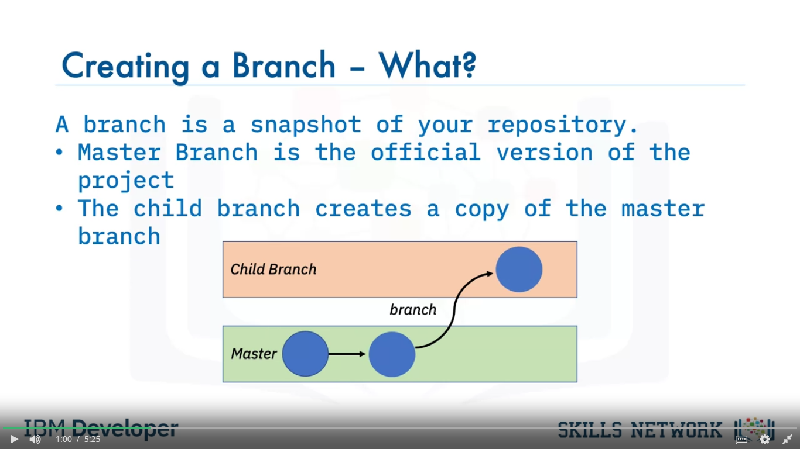 Creating a Branch – What?
A branch is a snapshot of your repository.
• Master Branch is the official version of the
project
• The child branch creates a copy of the master
branch
Child Branch
branch
Master
IBM Developer
SKILLS NETWORK
1:00 / 5:25